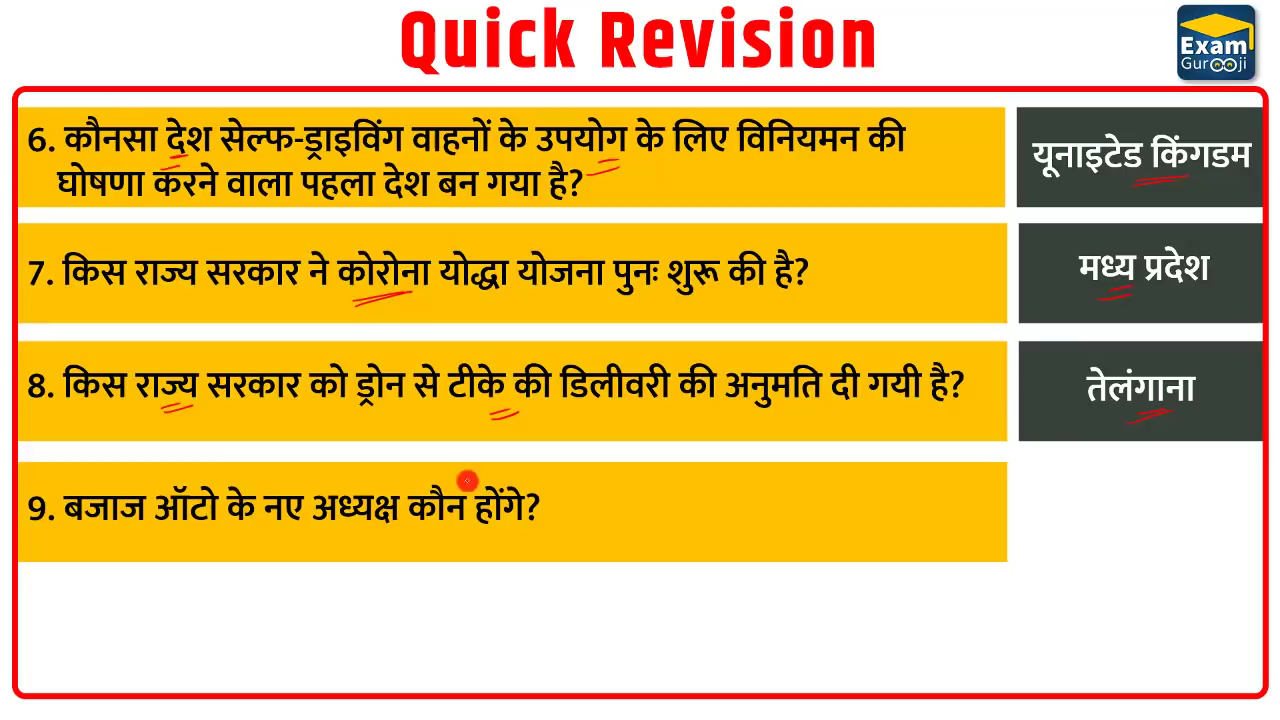 Quick Revision
Exam
Gurooji
6. कौनसा देश सेल्फ-ड्राइविंग वाहनों के उपयोग के लिए विनियमन की
घोषणा करने वाला पहला देश बन गया है?
यूनाइटेड किंगडम
7. किस राज्य सरकार ने कोरोना योद्धा योजना पुनः शुरू की है?
मध्य प्रदेश
8. किस राज्य सरकार को ड्रोन से टीके की डिलीवरी की अनुमति दी गयी है?
तेलंगाना
9. बजाज ऑटो के नए अध्यक्ष कौन होंगे?